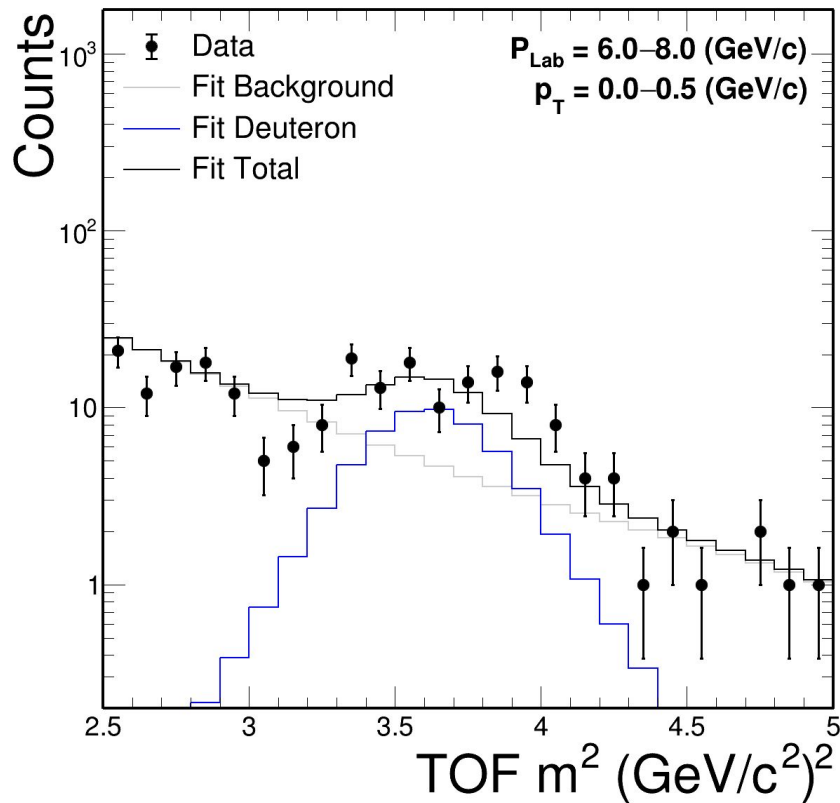 Counts
10³
10²
10
1
Data
Fit Background
Fit Deuteron
Fit Total
P_Lab = 6.0–8.0 (GeV/c)
p_T = 0.0–0.5 (GeV/c)
2.5 3 3.5 4 4.5 5
TOF m² (GeV/c²)²